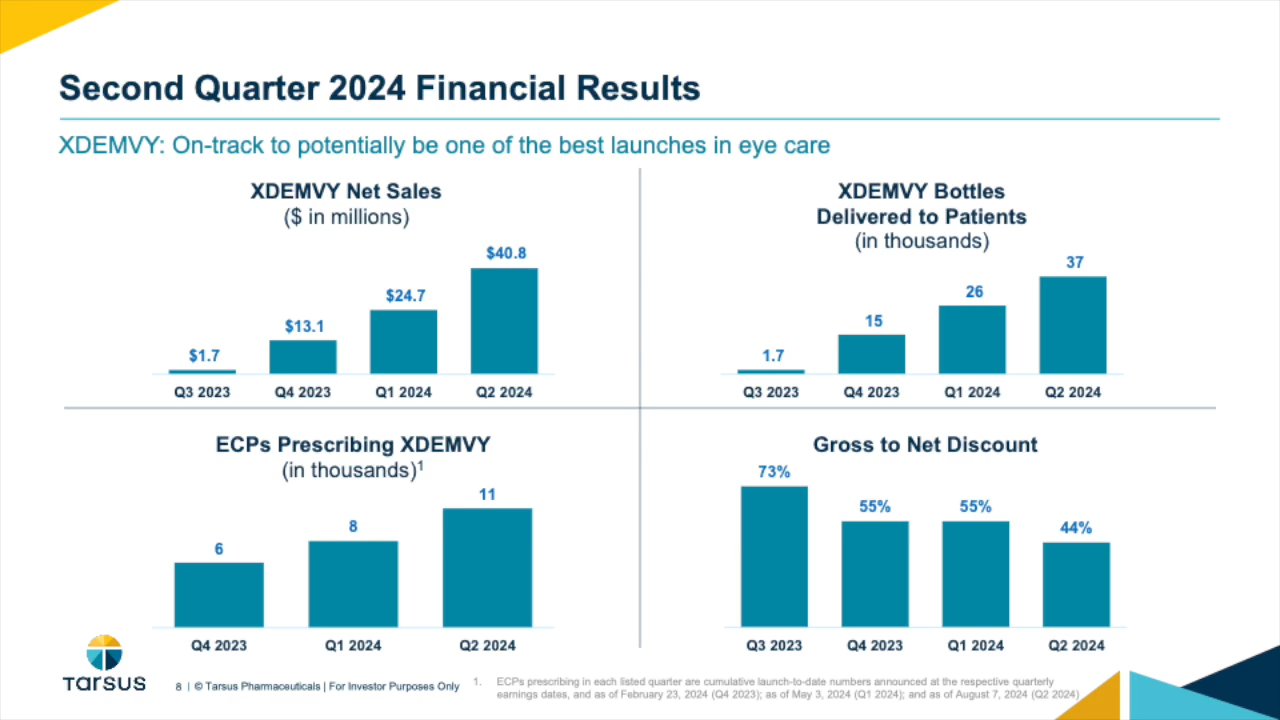 Second Quarter 2024 Financial Results
XDEMVY: On-track to potentially be one of the best launches in eye care
XDEMVY Net Sales
($ in millions)
$1.7
$13.1
$24.7
$40.8
Q3 2023
Q4 2023
Q1 2024
Q2 2024
XDEMVY Bottles
Delivered to Patients
(in thousands)
1.7
15
26
37
Q3 2023
Q4 2023
Q1 2024
Q2 2024
ECPs Prescribing XDEMVY
(in thousands)¹
6
8
11
Q4 2023
Q1 2024
Q2 2024
Gross to Net Discount
73%
55%
55%
44%
Q3 2023
Q4 2023
Q1 2024
Q2 2024
Tarsus
8 | © Tarsus Pharmaceuticals | For Investor Purposes Only
1. ECPs prescribing in each listed quarter are cumulative launch-to-date numbers announced at the respective quarterly
earnings dates, and as of February 23, 2024 (Q4 2023); as of May 3, 2024 (Q1 2024); and as of August 7, 2024 (Q2 2024)